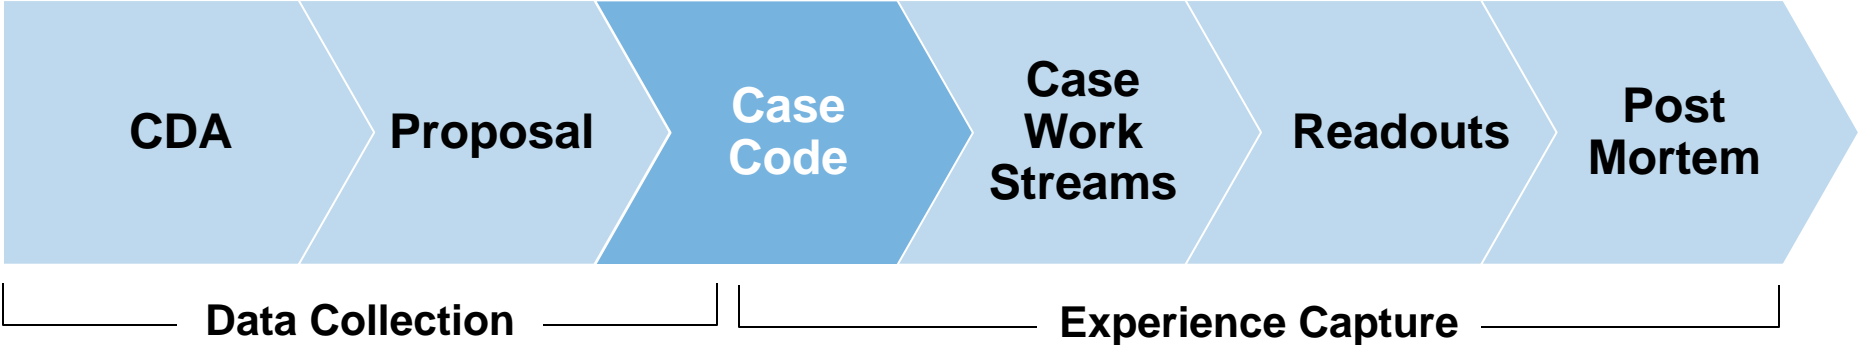 CDA
Proposal
Case
Code
Case
Work
Streams
Readouts
Post
Mortem
Data Collection
Experience Capture